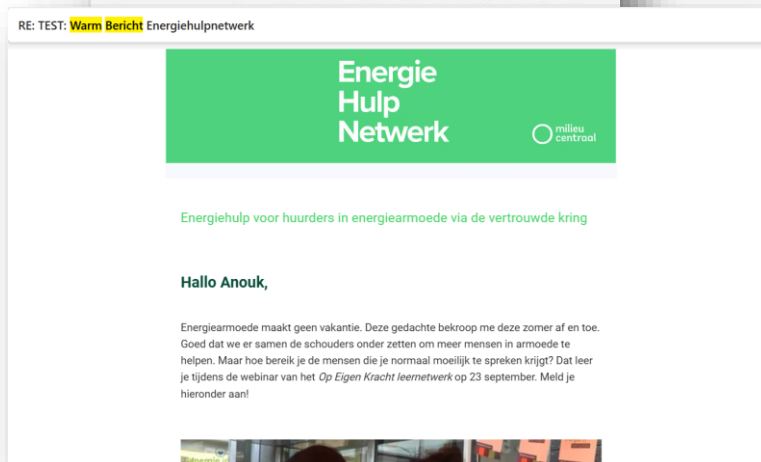 RE: TEST: Warm Bericht Energiehulpnetwerk
Energie
Hulp
Netwerk
milieu
centraal
Energiehulp voor huurders in energiearmoede via de vertrouwde kring
Hallo Anouk,
Energiearmoede maakt geen vakantie. Deze gedachte bekroop me deze zomer af en toe.
Goed dat we er samen de schouders onder zetten om meer mensen in armoede te
helpen. Maar hoe bereik je de mensen die je normaal moeilijk te spreken krijgt? Dat leer
je tijdens de webinar van het Op Eigen Kracht leernetwerk op 23 september. Meld je
hieronder aan!